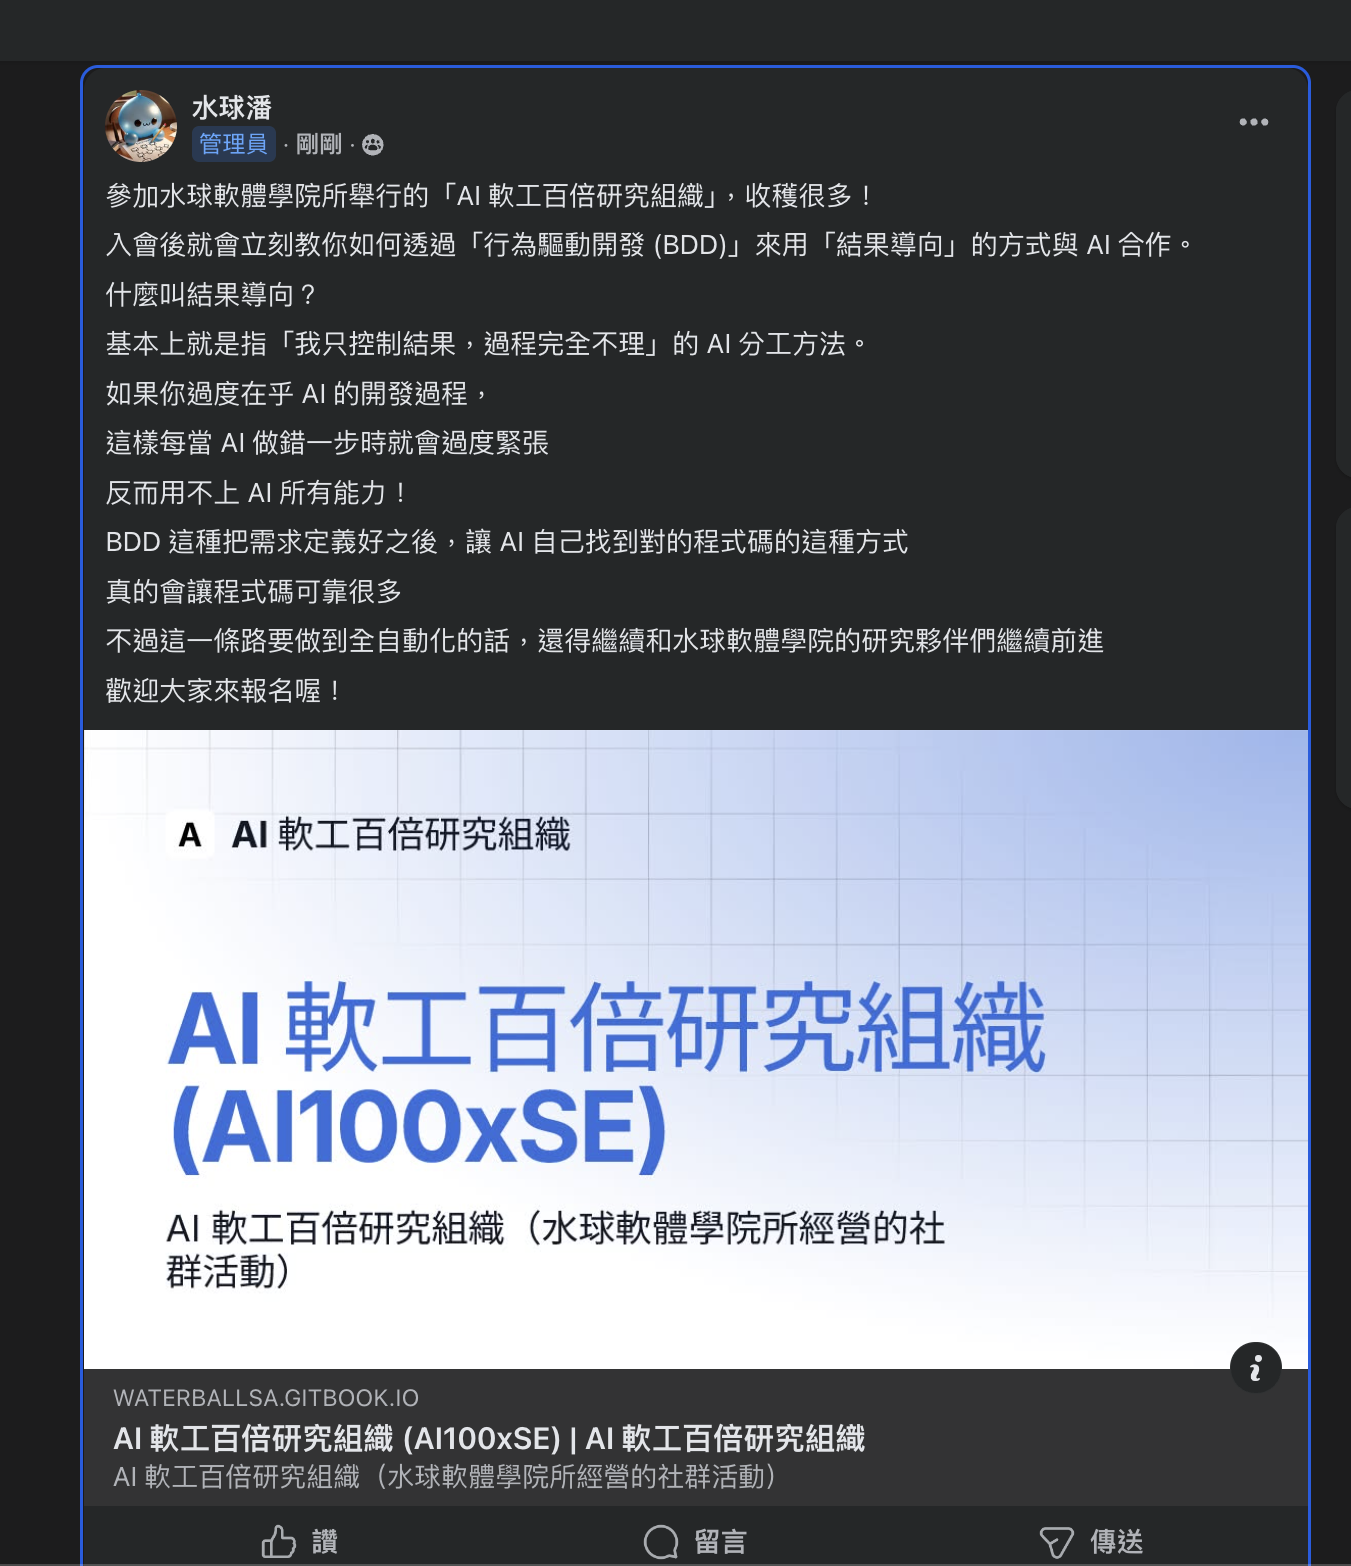 水球潘
管理員 · 剛剛 ·
參加水球軟體學院所舉行的「AI 軟工百倍研究組織」，收穫很多！
入會後就會立刻教你如何透過「行為驅動開發 (BDD)」來用「結果導向」的方式與 AI 合作。
什麼叫結果導向？
基本上就是指「我只控制結果，過程完全不理」的 AI 分工方法。
如果你過度在乎 AI 的開發過程，
這樣每當 AI 做錯一步時就會過度緊張
反而用不上 AI 所有能力！
BDD 這種把需求定義好之後，讓 AI 自己找到對的程式碼的這種方式
真的會讓程式碼可靠很多
不過這一條路要做到全自動化的話，還得繼續和水球軟體學院的研究夥伴們繼續前進
歡迎大家來報名喔！
A AI 軟工百倍研究組織
AI 軟工百倍研究組織
(AI100xSE)
AI 軟工百倍研究組織（水球軟體學院所經營的社
群活動）
WATERBALLSA.GITBOOK.IO
AI 軟工百倍研究組織 (AI100xSE) | AI 軟工百倍研究組織
AI 軟工百倍研究組織（水球軟體學院所經營的社群活動）
讚 留言 傳送